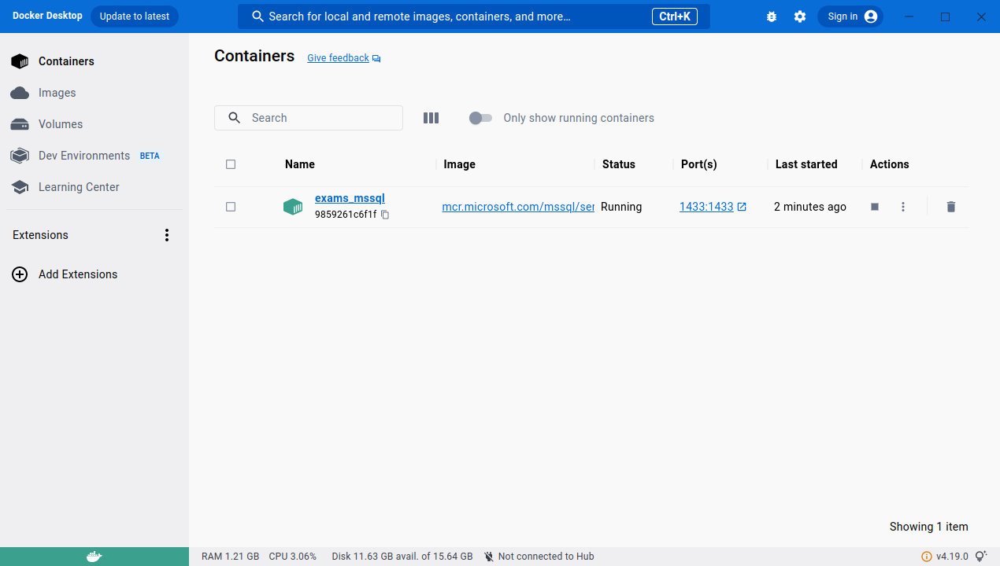 Docker Desktop Update to latest Search for local and remote images, containers, and more... Ctrl+K Sign in
Containers
Images
Volumes
Dev Environments BETA
Learning Center
Extensions
Add Extensions
Containers Give feedback
Search Only show running containers
Name Image Status Port(s) Last started Actions
exams_mssql mcr.microsoft.com/mssql/ser Running 1433:1433 2 minutes ago
9859261c6f1f
Showing 1 item
RAM 1.21 GB CPU 3.06% Disk 11.63 GB avail. of 15.64 GB Not connected to Hub v4.19.0